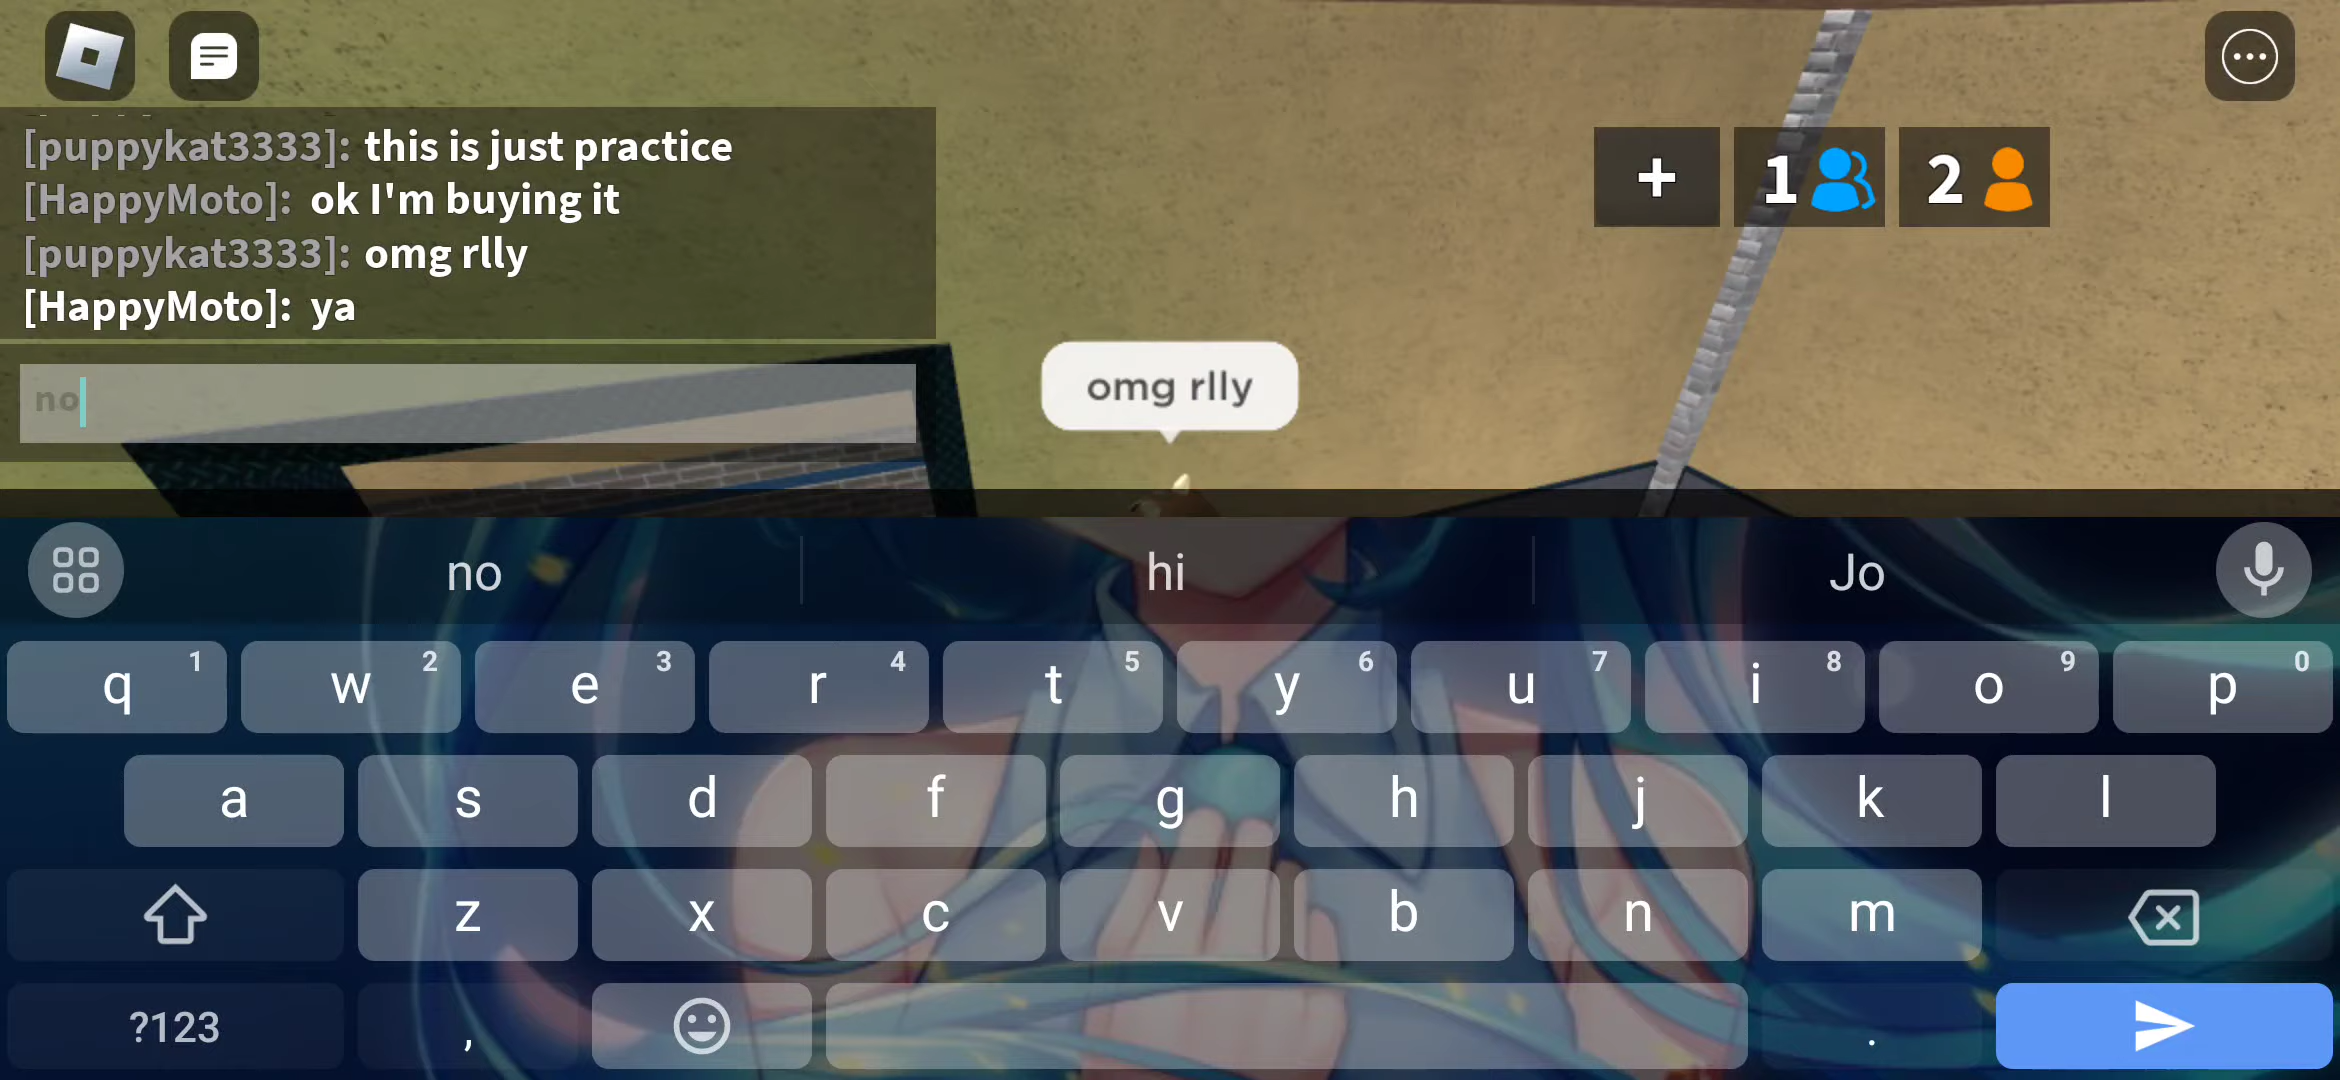 [puppykat3333]: this is just practice
[HappyMoto]: ok I'm buying it
[puppykat3333]: omg rlly
[HappyMoto]: ya
+ 1 2
no
omg rlly
no hi Jo
q 1 w 2 e 3 r 4 t 5 y 6 u 7 i 8 o 9 p 0
a s d f g h j k l
z x c v b n m
?123 , .